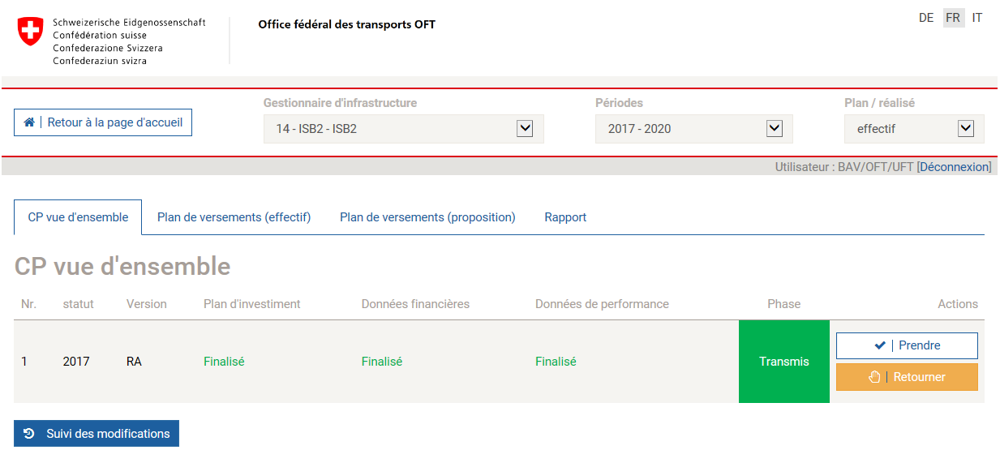 Schweizerische Eidgenossenschaft
Confédération suisse
Confederazione Svizzera
Confederaziun svizra
Office fédéral des transports OFT
DE FR IT
Retour à la page d'accueil
Gestionnaire d'infrastructure
14 - ISB2 - ISB2
Périodes
2017 - 2020
Plan / réalisé
effectif
Utilisateur : BAV/OFT/UFT [Déconnexion]
CP vue d'ensemble Plan de versements (effectif) Plan de versements (proposition) Rapport
CP vue d'ensemble
Nr. statut Version Plan d'investiment Données financières Données de performance Phase Actions
1 2017 RA Finalisé Finalisé Finalisé Transmis
Prendre
Retourner
Suivi des modifications